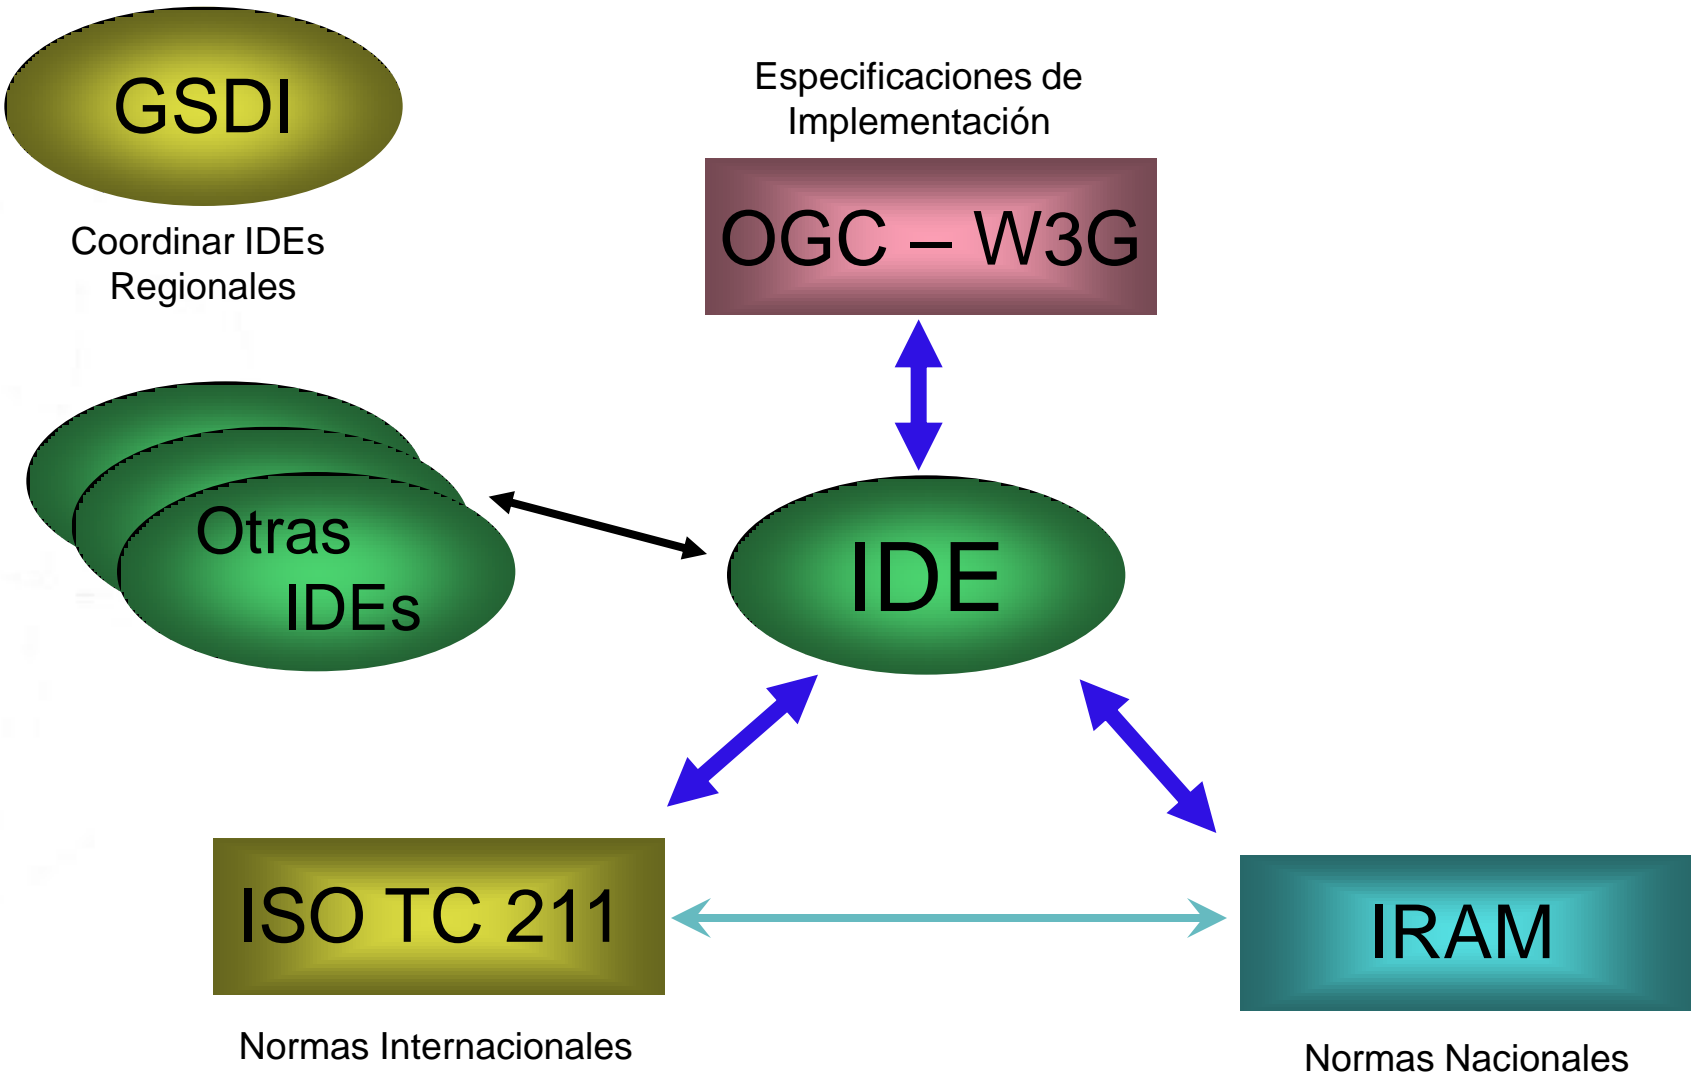 GSDI
Coordinar IDEs
Regionales
Especificaciones de
Implementación
OGC – W3G
Otras
IDEs
IDE
ISO TC 211
Normas Internacionales
IRAM
Normas Nacionales